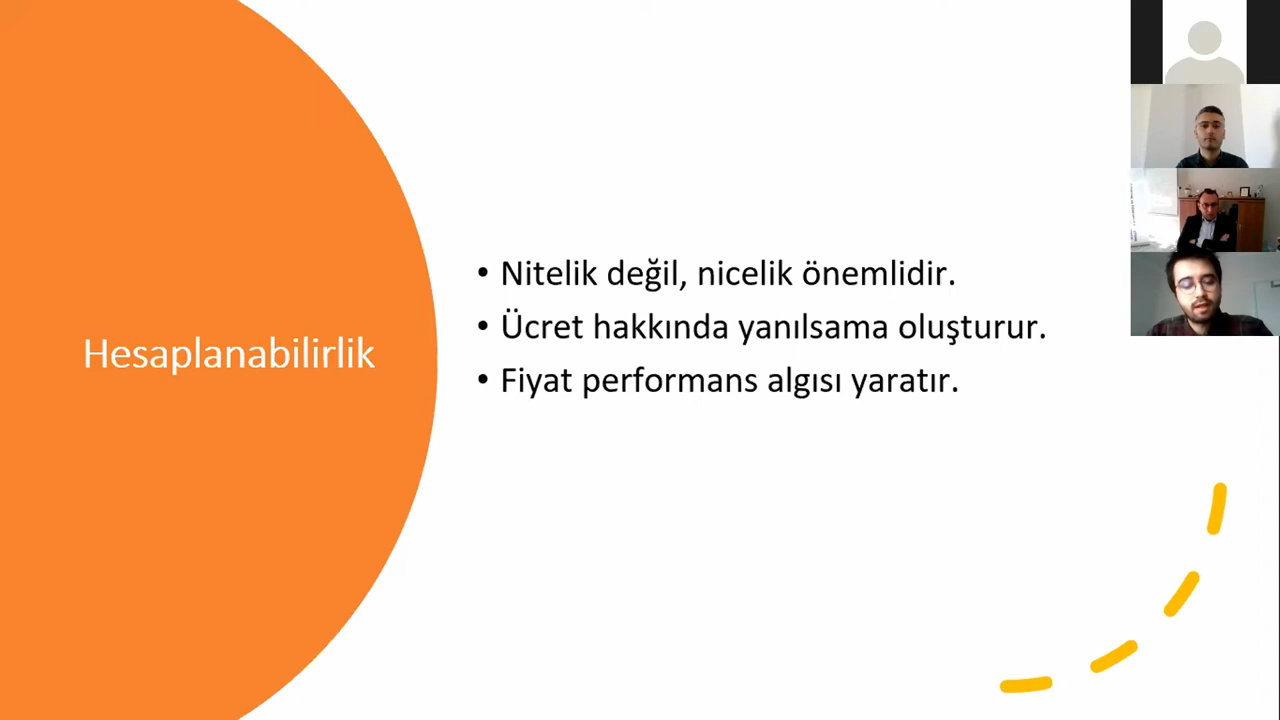 Hesaplanabilirlik
• Nitelik değil, nicelik önemlidir.
• Ücret hakkında yanılsama oluşturur.
• Fiyat performans algısı yaratır.